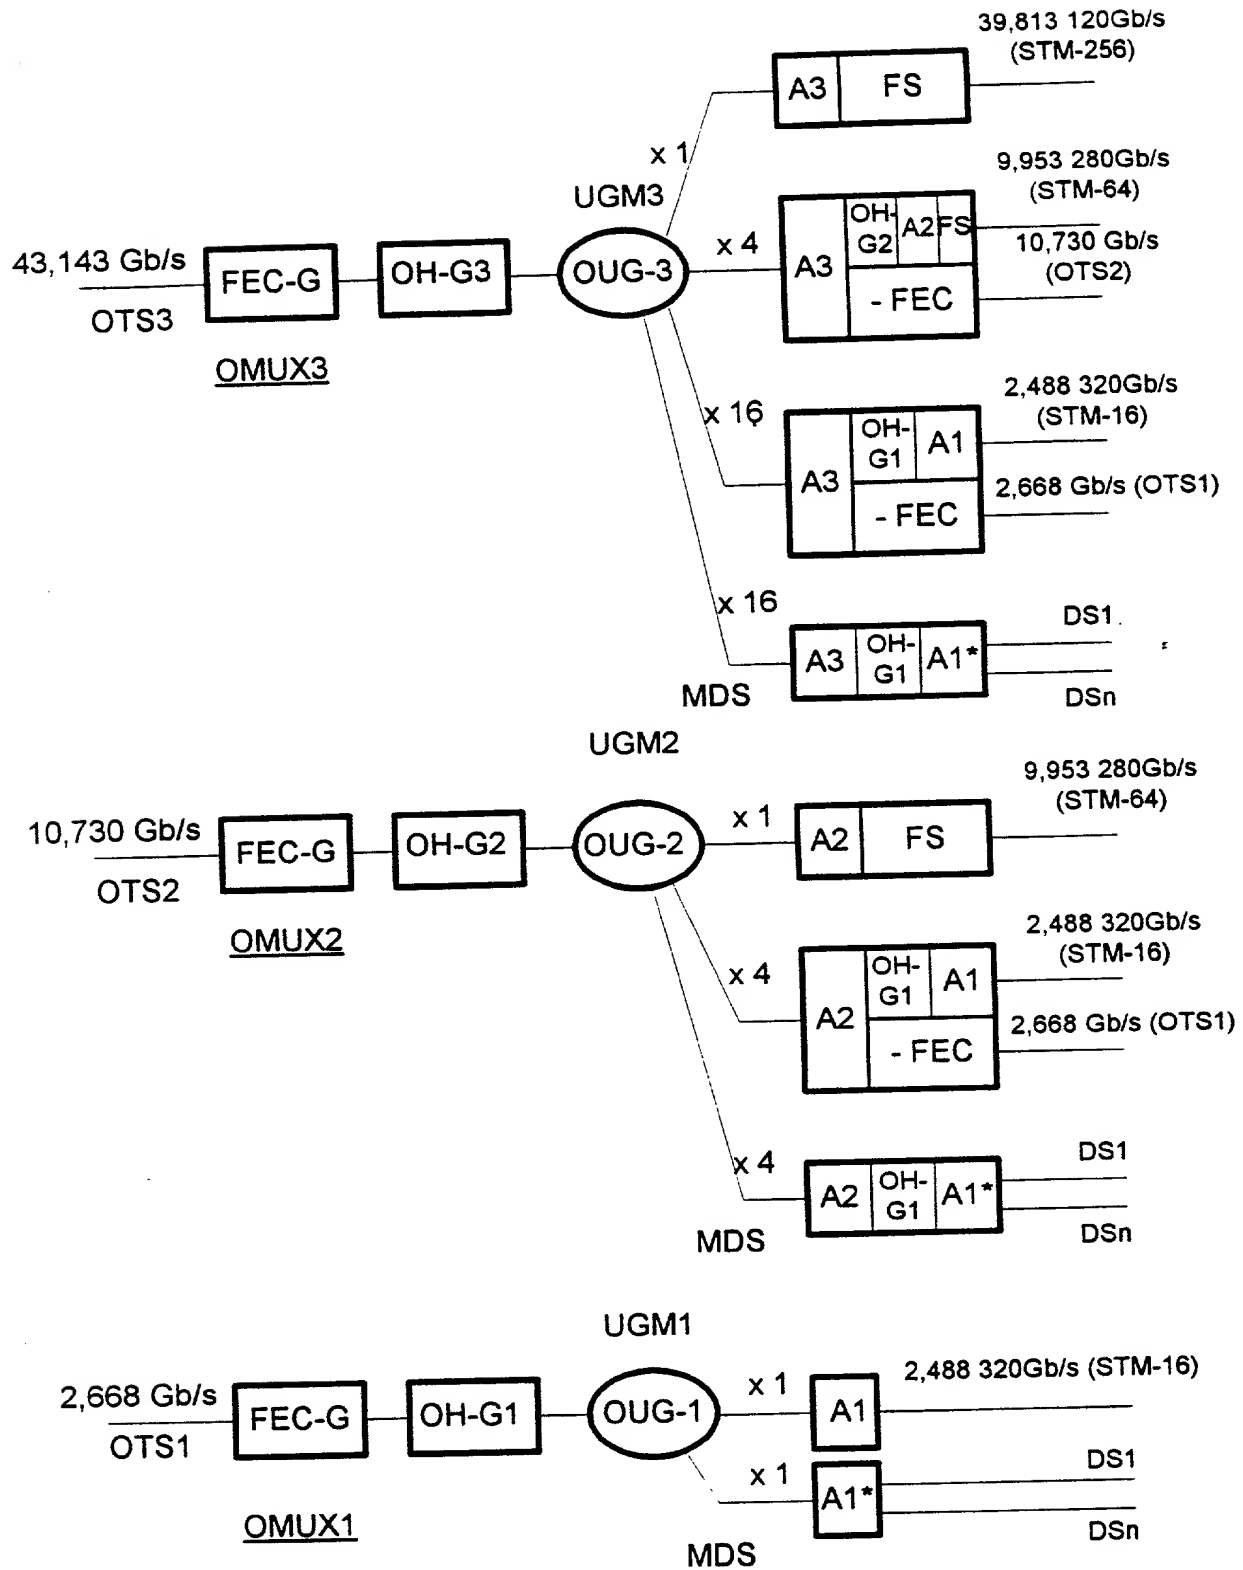 39,813 120Gb/s
(STM-256)
A3 FS
x 1
9,953 280Gb/s
(STM-64)
UGM3
OH-
G2
A2 FS
x 4
10,730 Gb/s
(OTS2)
43,143 Gb/s
FEC-G
OH-G3
OUG-3
A3
- FEC
OTS3
OMUX3
2,488 320Gb/s
(STM-16)
x 16
OH-
G1
A1
A3
2,668 Gb/s (OTS1)
- FEC
x 16
DS1
A3
OH-
G1
A1*
MDS
DSn
UGM2
9,953 280Gb/s
(STM-64)
10,730 Gb/s
x 1
FEC-G
OH-G2
OUG-2
A2 FS
OTS2
OMUX2
2,488 320Gb/s
(STM-16)
x 4
OH-
G1
A1
A2
2,668 Gb/s (OTS1)
- FEC
x 4
DS1
A2
OH-
G1
A1*
MDS
DSn
UGM1
2,668 Gb/s
x 1
2,488 320Gb/s (STM-16)
FEC-G
OH-G1
OUG-1
A1
OTS1
DS1
x 1
A1*
OMUX1
DSn
MDS